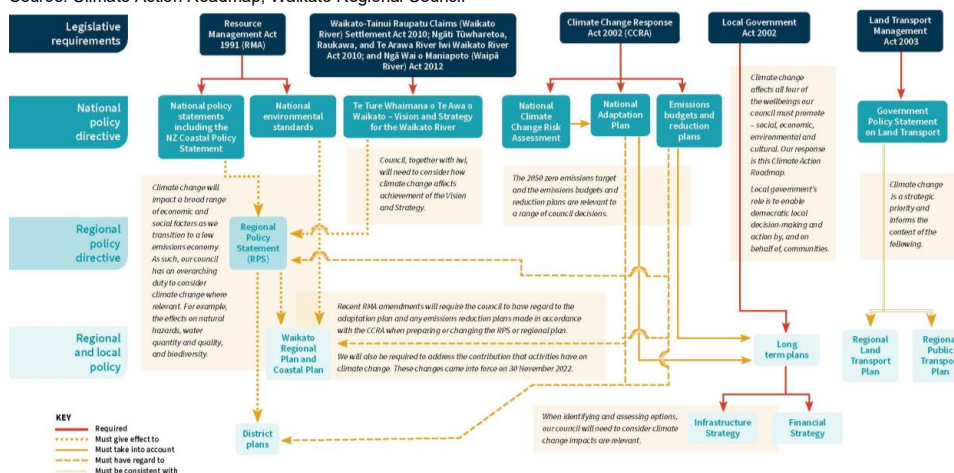 Source: Climate Action Roadmap, Waikato Regional Council
Legislative
requirements
Resource
Management Act
1991 (RMA)
Waikato-Tainui Raupatu Claims (Waikato
River) Settlement Act 2010; Ngāti Tūwharetoa,
Raukawa, and Te Arawa River Iwi Waikato River
Act 2010; and Ngā Wai o Maniapoto (Waipā
River) Act 2012
Climate Change Response
Act 2002 (CCRA)
Local Government
Act 2002
Land Transport
Management
Act 2003
National
policy
directive
National policy
statements
including the
NZ Coastal Policy
Statement
National
environmental
standards
Te Ture Whaimana o Te Awa o
Waikato – Vision and Strategy
for the Waikato River
National
Climate
Change Risk
Assessment
National
Adaptation
Plan
Emissions
budgets and
reduction
plans
Climate change
affects all four of
the wellbeings our
council must promote
– social, economic,
environmental and
cultural. Our response
is this Climate Action
Roadmap.
Local government's
role is to enable
democratic local
decision-making and
action by, and on
behalf of, communities.
Government
Policy Statement
on Land Transport
Council, together with iwi,
will need to consider how
climate change affects
achievement of the Vision
and Strategy.
The 2050 zero emissions target
and the emissions budgets and
reduction plans are relevant to
a range of council decisions.
Climate change
is a strategic
priority and
informs the
content of the
following.
Climate change will
impact a broad range
of economic and
social factors as we
transition to a low
emissions economy.
As such, our council
has an overarching
duty to consider
climate change where
relevant. For example,
the effects on natural
hazards, water
quantity and quality,
and biodiversity.
Regional
policy
directive
Regional
Policy
Statement
(RPS)
Regional
and local
policy
Waikato
Regional
Plan and
Coastal Plan
Recent RMA amendments will require the council to have regard to the
adaptation plan and any emissions reduction plans made in accordance
with the CCRA when preparing or changing the RPS or regional plan.
We will also be required to address the contribution that activities have on
climate change. These changes came into force on 30 November 2022.
Long
term plans
Regional
Land
Transport
Plan
Public
Plan
KEY
Required
Must give effect to
Must take into account
Must have regard to
Must be consistent with
District
plans
When identifying and assessing options,
our council will need to consider climate
change impacts are relevant.
Infrastructure
Strategy
Financial
Strategy